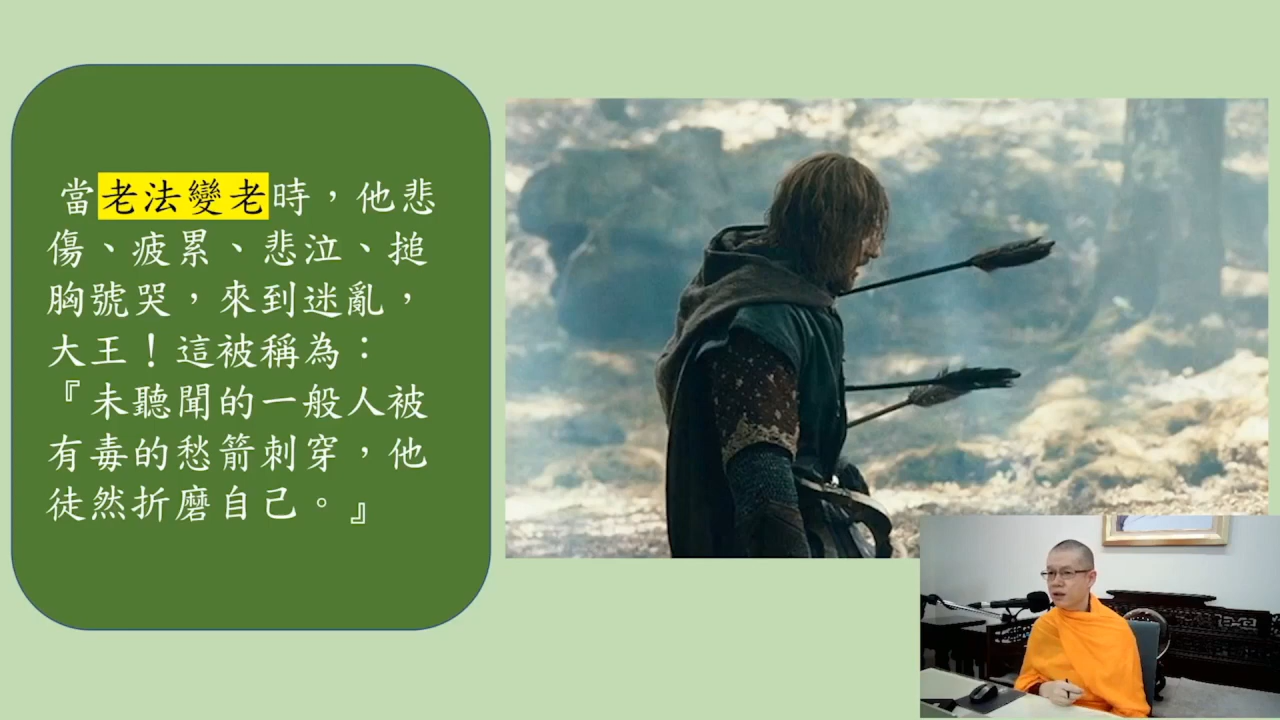 當老法變老時，他悲
傷、疲累、悲泣、搥
胸號哭，來到迷亂，
大王！這被稱為：
『未聽聞的一般人被
有毒的愁箭刺穿，他
徒然折磨自己。』